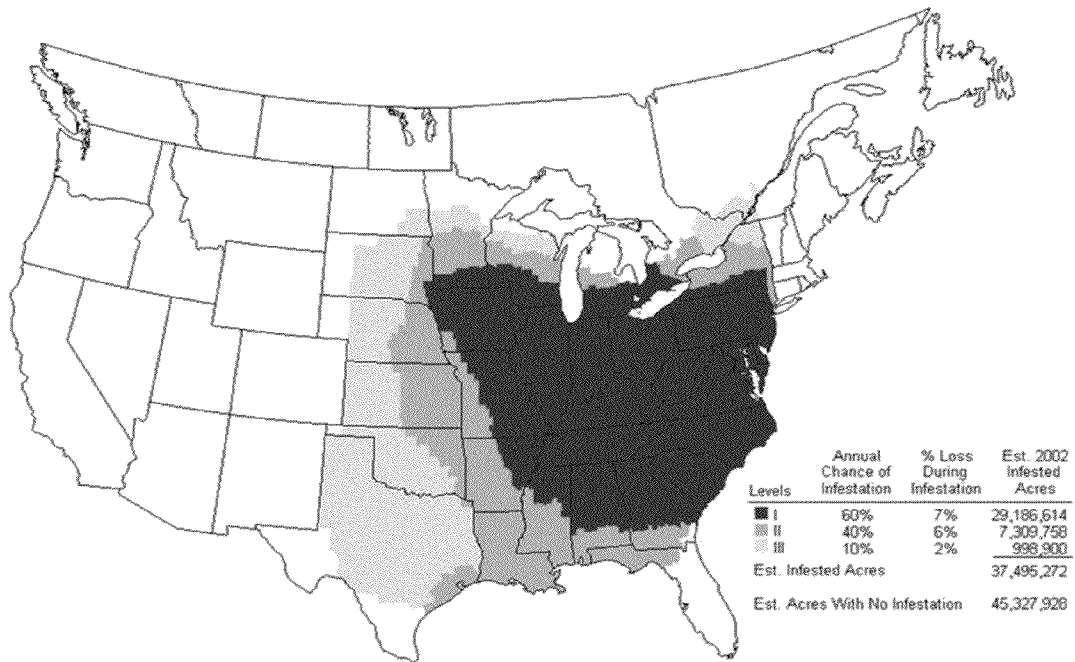 Annual % Loss Est. 2002
Chance of During Infested
Levels Infestation Infestation Acres
I 60% 7% 29,186,614
II 40% 6% 7,309,758
III 10% 2% 998,900
Est. Infested Acres 37,495,272
Est. Acres With No Infestation 45,327,928